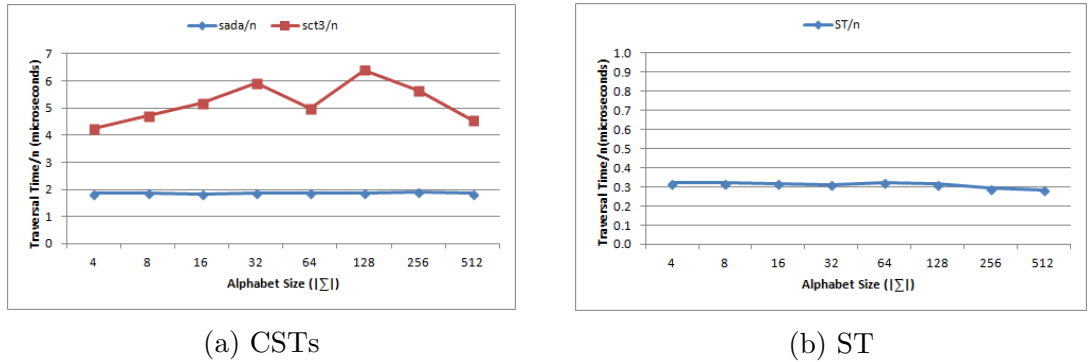 sada/n sct3/n
Traversal Time/n (microseconds)
7
6
5
4
3
2
1
0
4 8 16 32 64 128 256 512
Alphabet Size (|∑|)
(a) CSTs
ST/n
Traversal Time/n(microseconds)
1.0
0.9
0.8
0.7
0.6
0.5
0.4
0.3
0.2
0.1
0.0
4 8 16 32 64 128 256 512
Alphabet Size (|∑|)
(b) ST